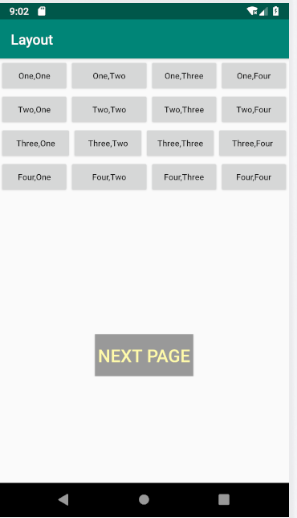 9:02
Layout
One,One One,Two One,Three One,Four
Two,One Two,Two Two,Three Two,Four
Three,One Three,Two Three,Three Three,Four
Four,One Four,Two Four,Three Four,Four
NEXT PAGE